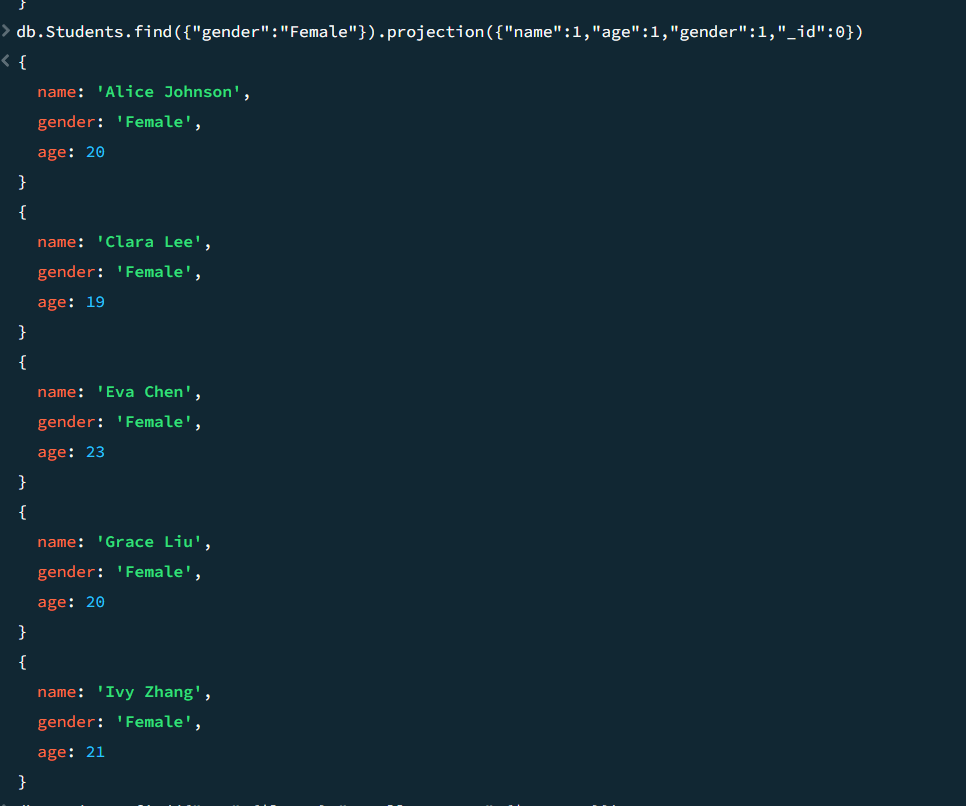 }
> db.Students.find({"gender":"Female"}).projection({"name":1,"age":1,"gender":1,"_id":0})
< {
name: 'Alice Johnson',
gender: 'Female',
age: 20
}
{
name: 'Clara Lee',
gender: 'Female',
age: 19
}
{
name: 'Eva Chen',
gender: 'Female',
age: 23
}
{
name: 'Grace Liu',
gender: 'Female',
age: 20
}
{
name: 'Ivy Zhang',
gender: 'Female',
age: 21
}